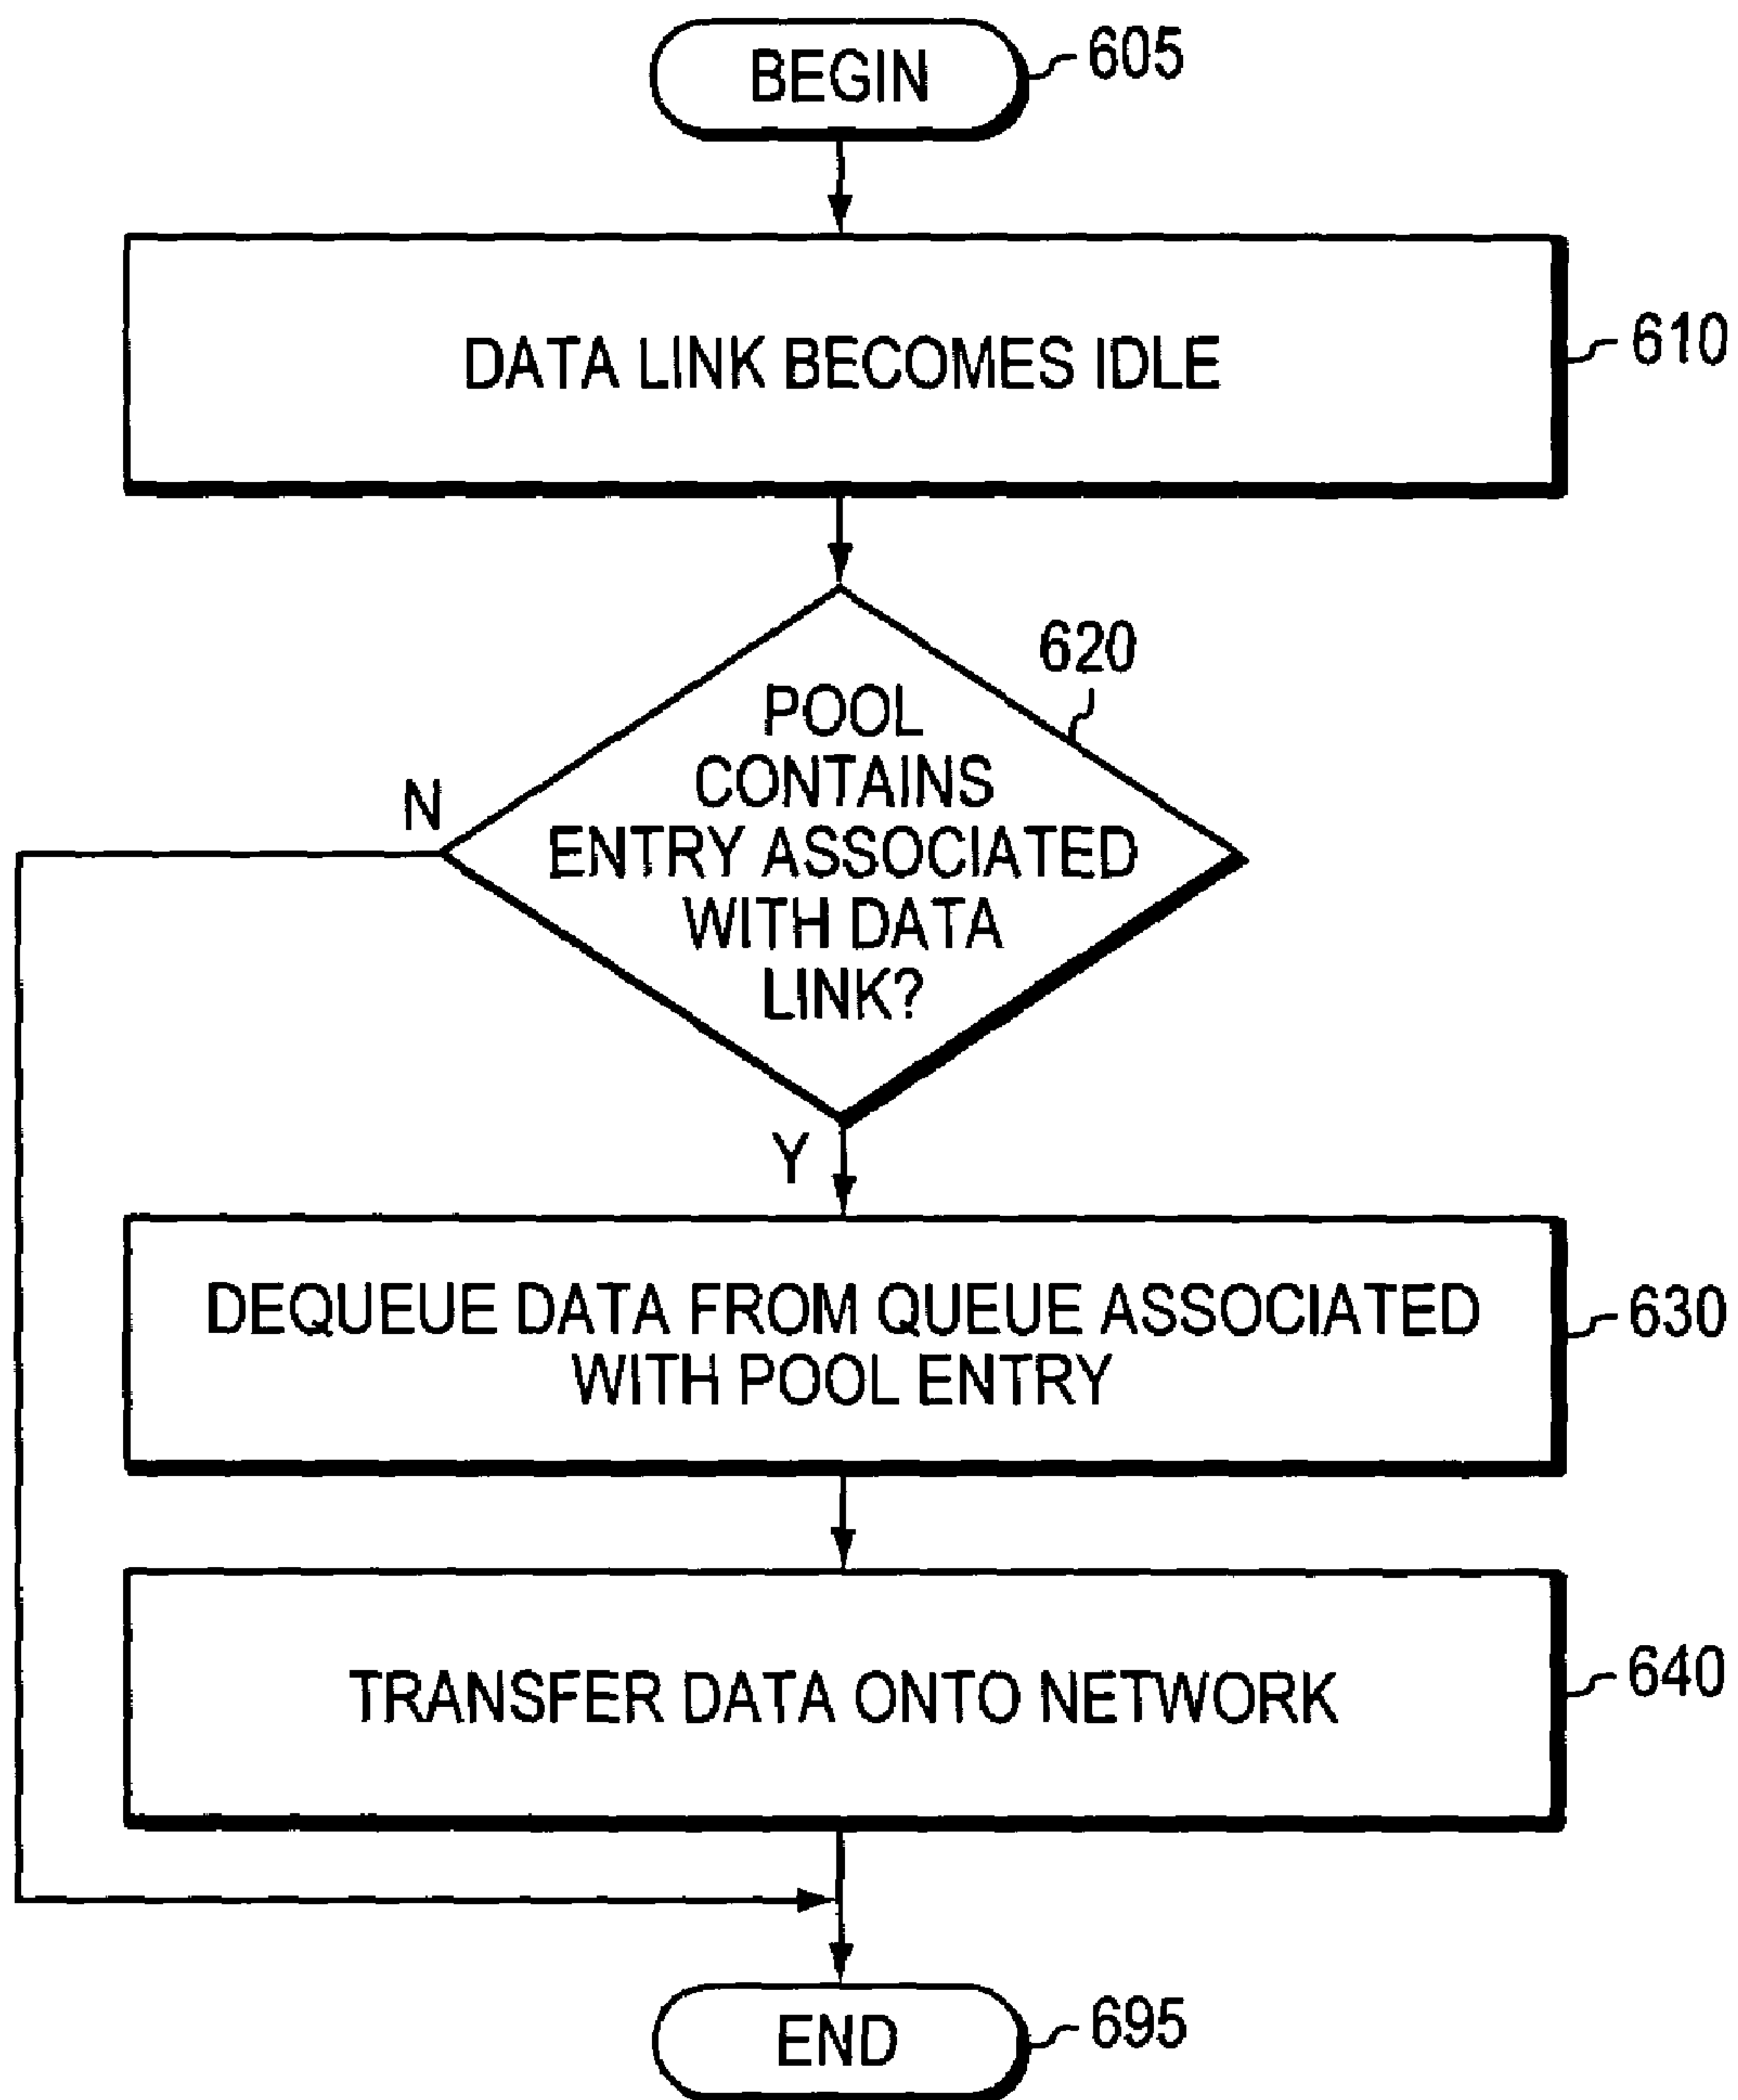 BEGIN
605
DATA LINK BECOMES IDLE
610
620
POOL
CONTAINS
ENTRY ASSOCIATED
WITH DATA
LINK?
N
Y
DEQUEUE DATA FROM QUEUE ASSOCIATED
WITH POOL ENTRY
630
TRANSFER DATA ONTO NETWORK
640
END
695